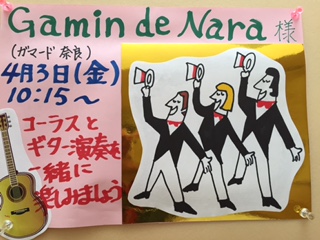 Gamin de Nara 様
(ガマード 奈良)
4月3日(金)
10:15～
コーラスと
ギター演奏を
一緒に
楽しみましょう